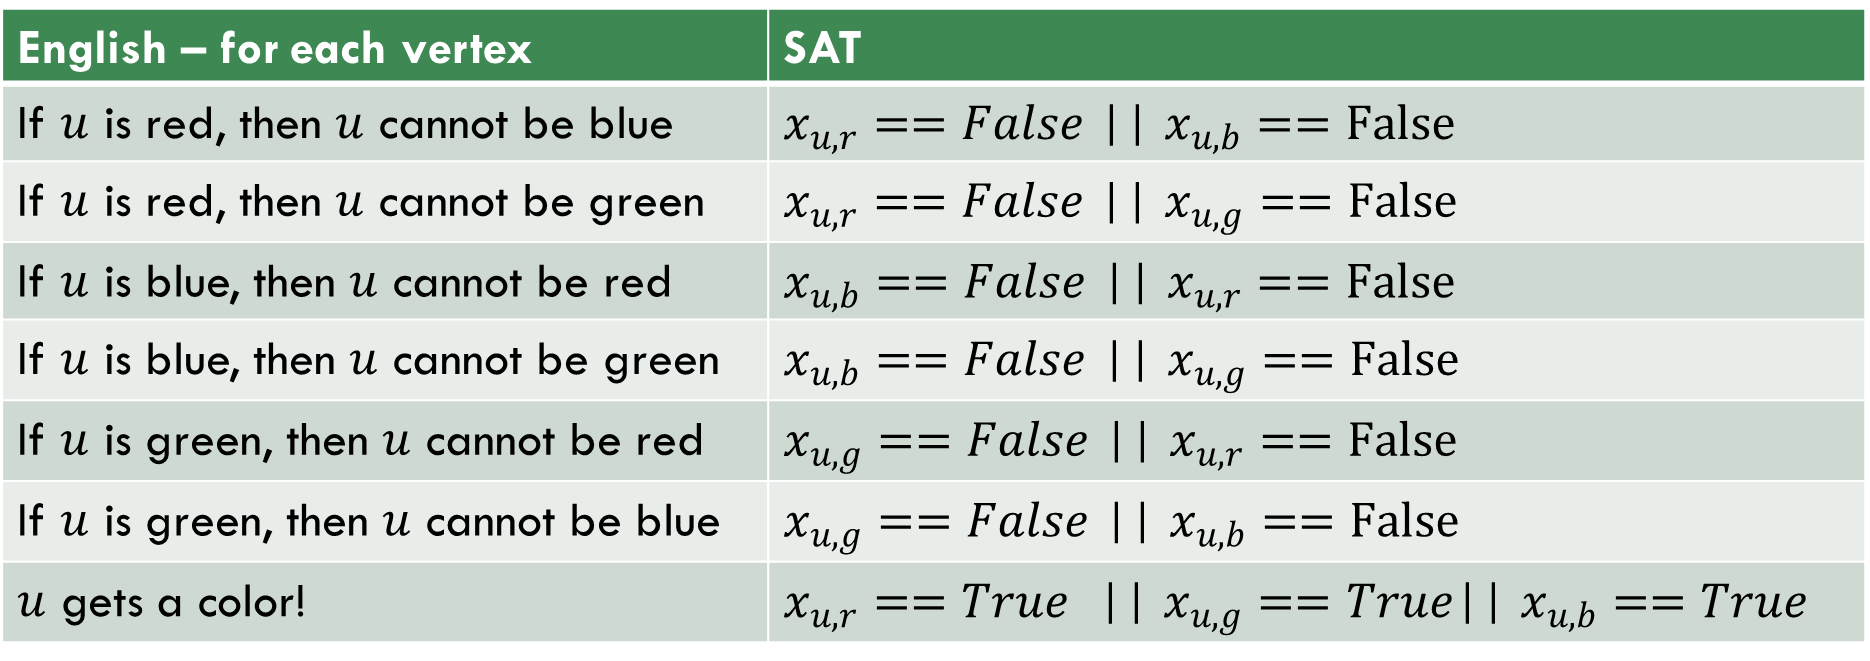 English – for each vertex SAT
If u is red, then u cannot be blue x_{u,r} == False || x_{u,b} == False
If u is red, then u cannot be green x_{u,r} == False || x_{u,g} == False
If u is blue, then u cannot be red x_{u,b} == False || x_{u,r} == False
If u is blue, then u cannot be green x_{u,b} == False || x_{u,g} == False
If u is green, then u cannot be red x_{u,g} == False || x_{u,r} == False
If u is green, then u cannot be blue x_{u,g} == False || x_{u,b} == False
u gets a color! x_{u,r} == True || x_{u,g} == True|| x_{u,b} == True